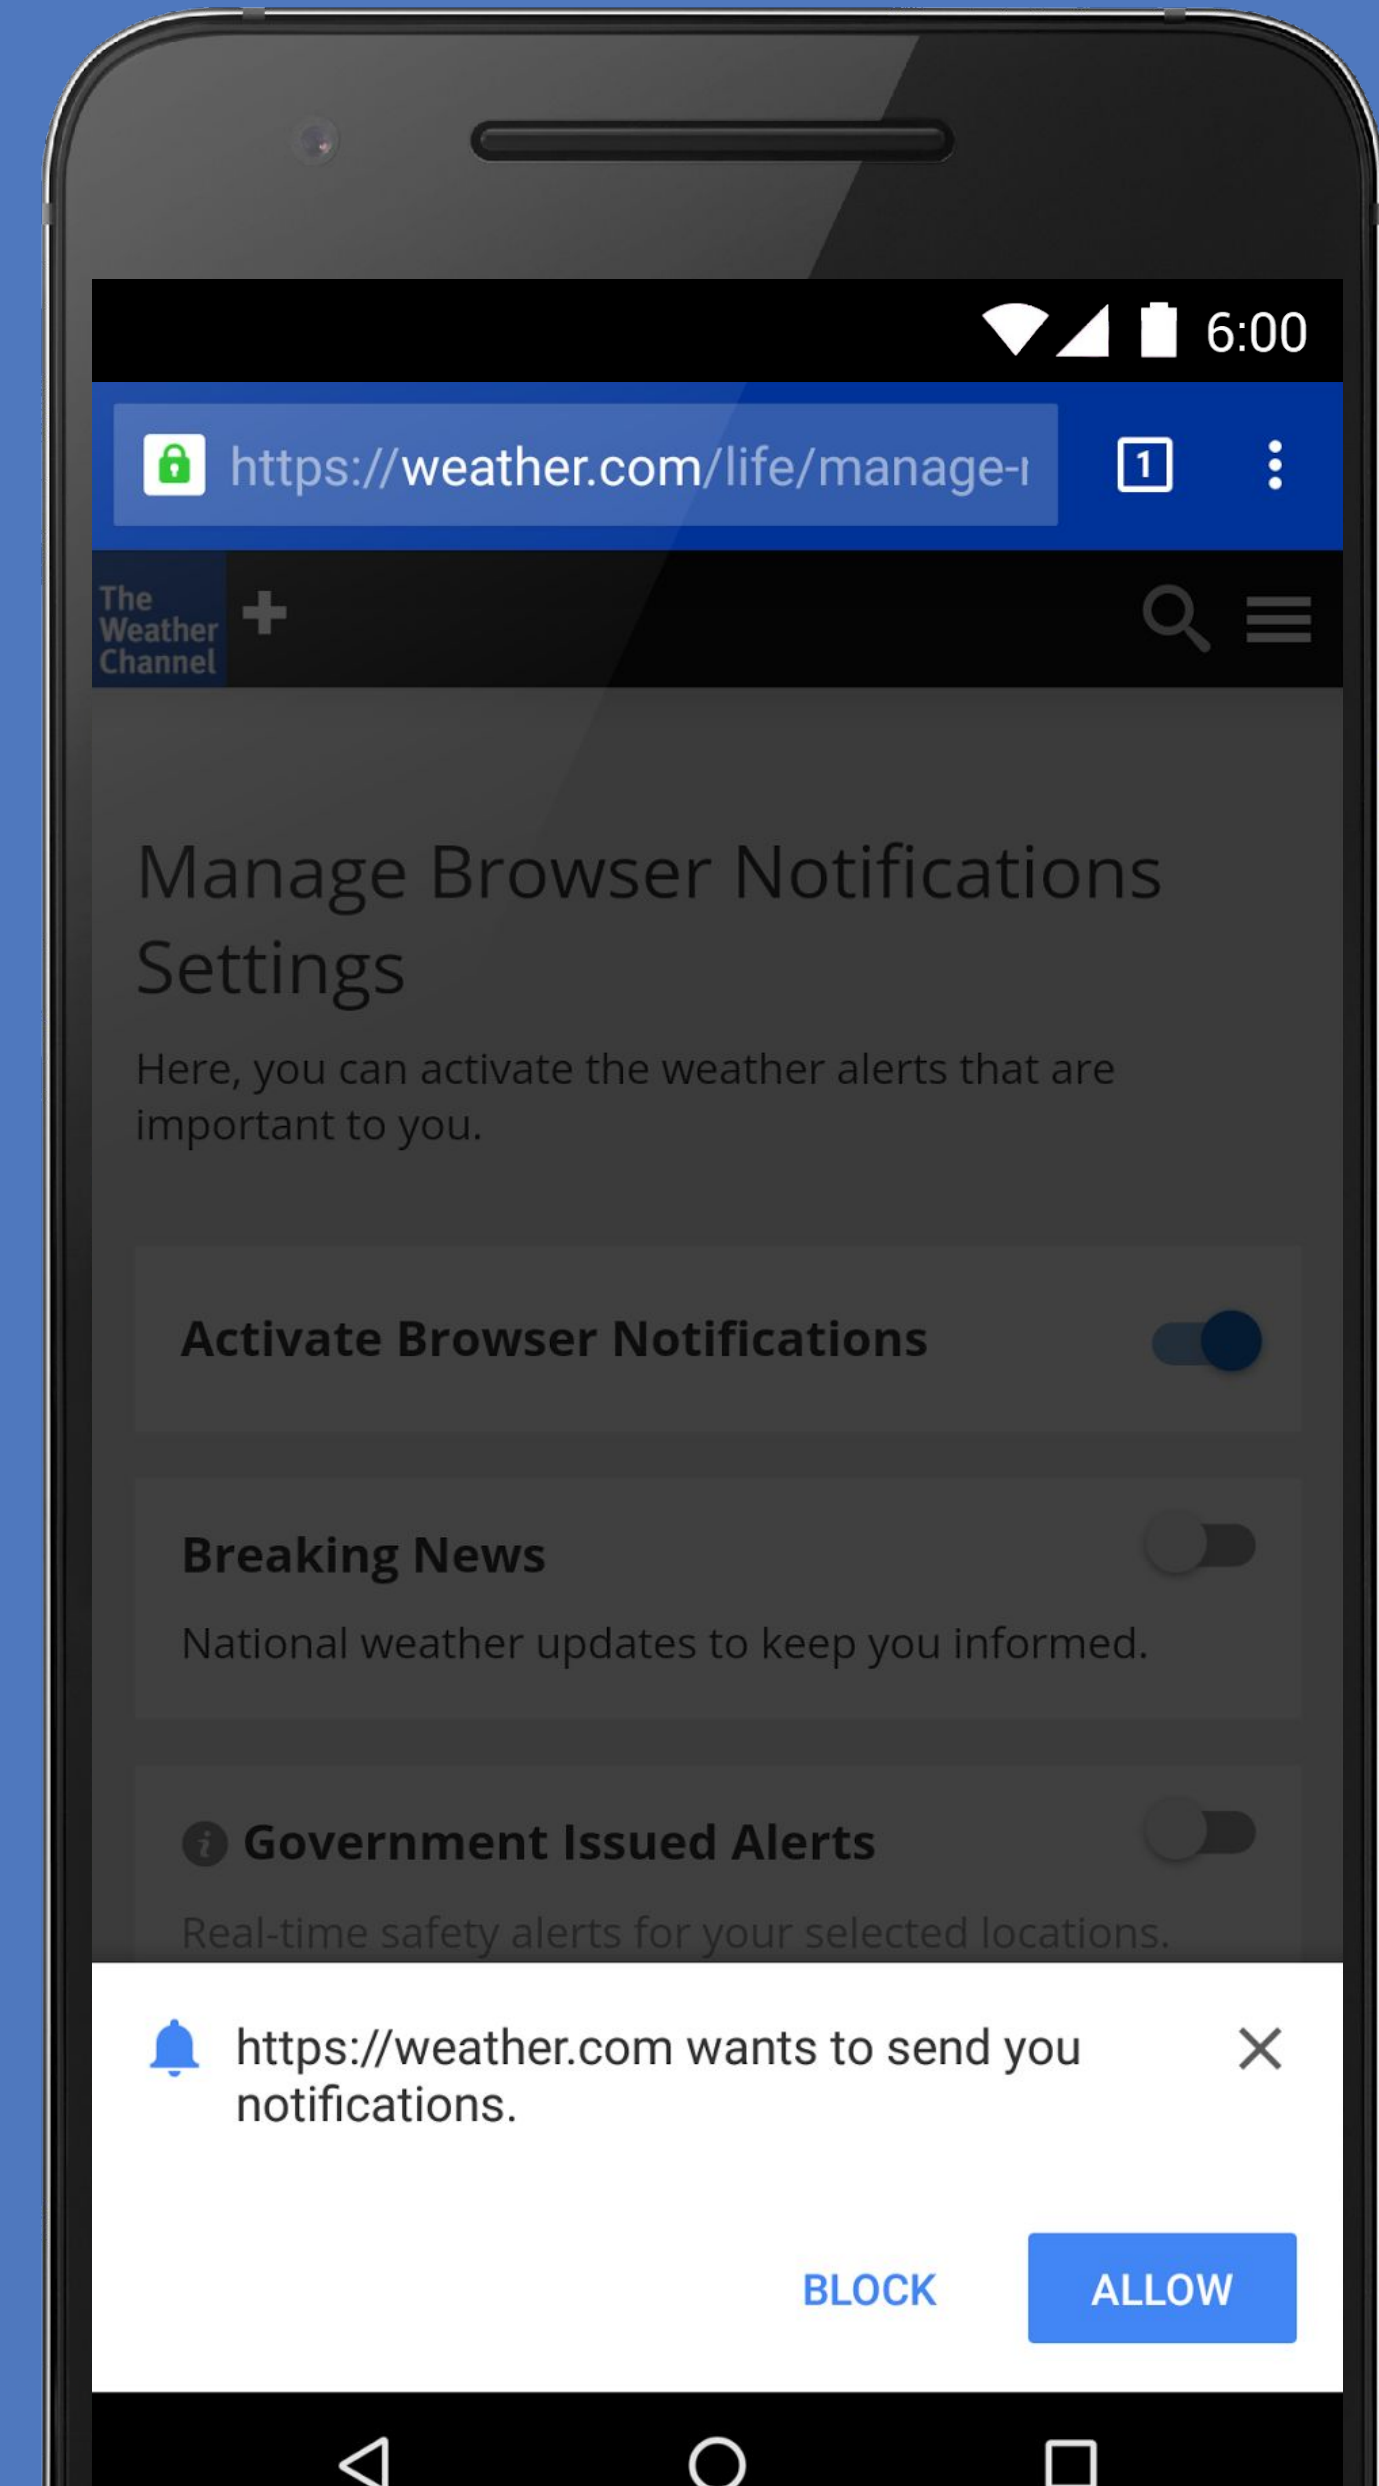 6:00
https://weather.com/life/manage-
1
The
Weather
Channel
Manage Browser Notifications
Settings
Here, you can activate the weather alerts that are
important to you.
Activate Browser Notifications
Breaking News
National weather updates to keep you informed.
Government Issued Alerts
Real-time safety alerts for your selected locations.
https://weather.com wants to send you
notifications.
BLOCK
ALLOW